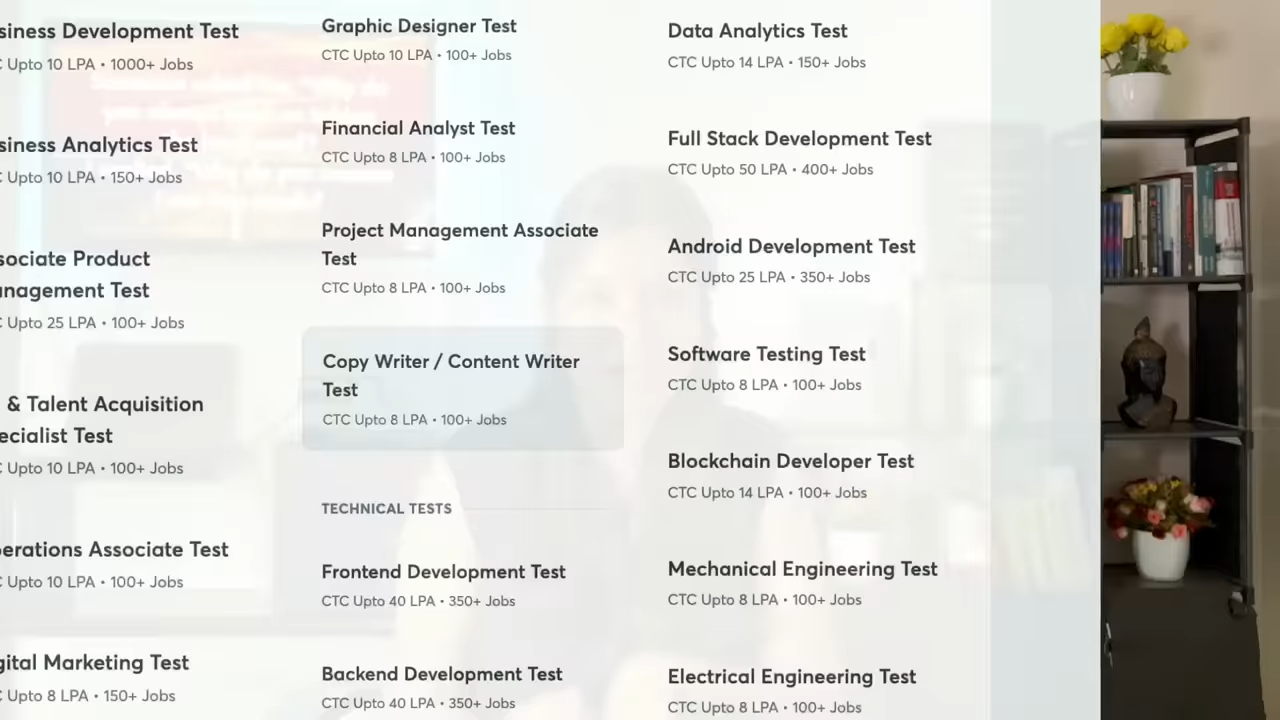 siness Development Test
C Upto 10 LPA • 1000+ Jobs
siness Analytics Test
C Upto 10 LPA • 150+ Jobs
sociate Product
anagement Test
C Upto 25 LPA • 100+ Jobs
& Talent Acquisition
ecialist Test
C Upto 10 LPA • 100+ Jobs
erations Associate Test
C Upto 10 LPA • 100+ Jobs
gital Marketing Test
C Upto 8 LPA • 150+ Jobs
Graphic Designer Test
CTC Upto 10 LPA • 100+ Jobs
Financial Analyst Test
CTC Upto 8 LPA • 100+ Jobs
Project Management Associate
Test
CTC Upto 8 LPA • 100+ Jobs
Copy Writer / Content Writer
Test
CTC Upto 8 LPA • 100+ Jobs
TECHNICAL TESTS
Frontend Development Test
CTC Upto 40 LPA • 350+ Jobs
Backend Development Test
CTC Upto 40 LPA • 350+ Jobs
Data Analytics Test
CTC Upto 14 LPA • 150+ Jobs
Full Stack Development Test
CTC Upto 50 LPA • 400+ Jobs
Android Development Test
CTC Upto 25 LPA • 350+ Jobs
Software Testing Test
CTC Upto 8 LPA • 100+ Jobs
Blockchain Developer Test
CTC Upto 14 LPA • 100+ Jobs
Mechanical Engineering Test
CTC Upto 8 LPA • 100+ Jobs
Electrical Engineering Test
CTC Upto 8 LPA • 100+ Jobs